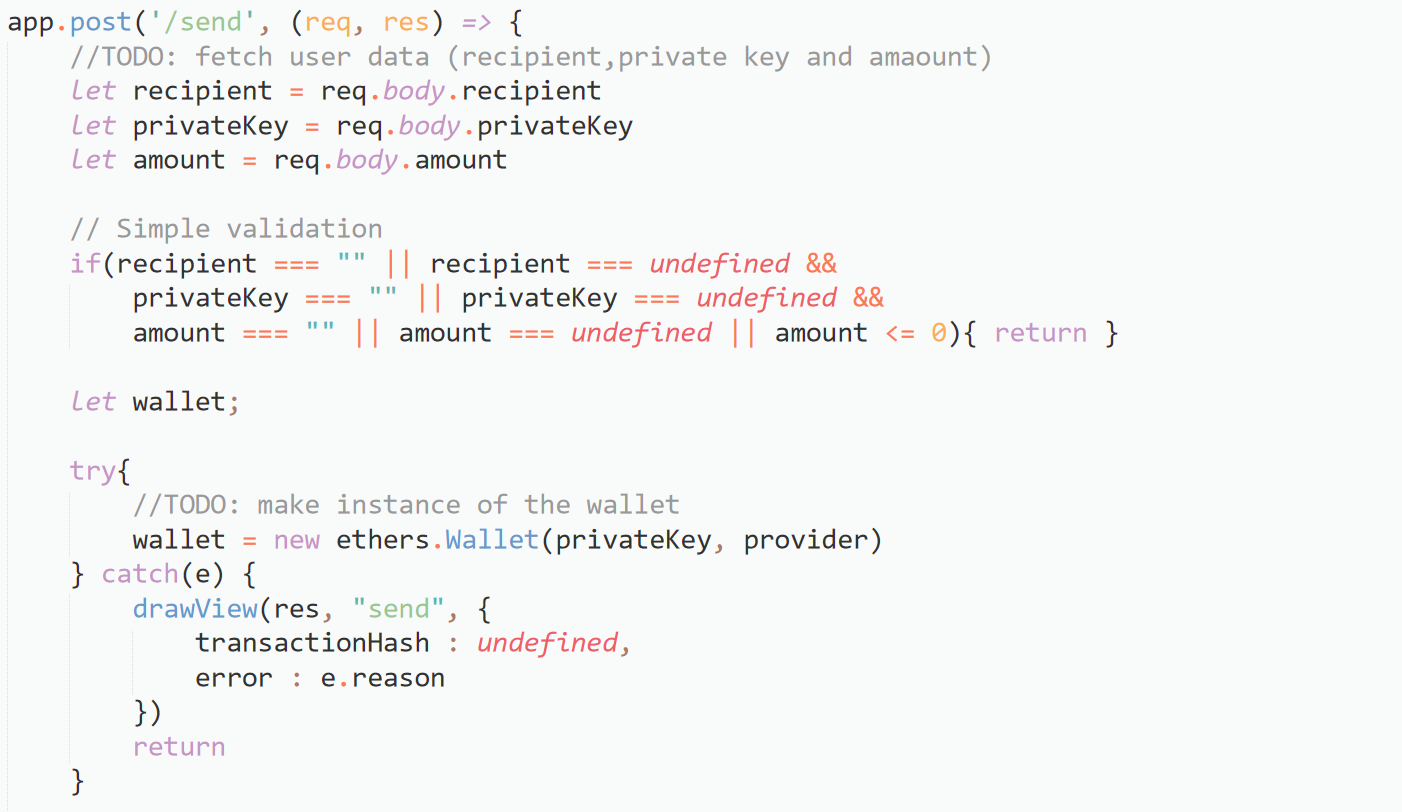 app.post('/send', (req, res) => {
    //TODO: fetch user data (recipient,private key and amaount)
    let recipient = req.body.recipient
    let privateKey = req.body.privateKey
    let amount = req.body.amount

    // Simple validation
    if(recipient === "" || recipient === undefined &&
        privateKey === "" || privateKey === undefined &&
        amount === "" || amount === undefined || amount <= 0){ return }

    let wallet;

    try{
        //TODO: make instance of the wallet
        wallet = new ethers.Wallet(privateKey, provider)
    } catch(e) {
        drawView(res, "send", {
            transactionHash : undefined,
            error : e.reason
        })
        return
    }